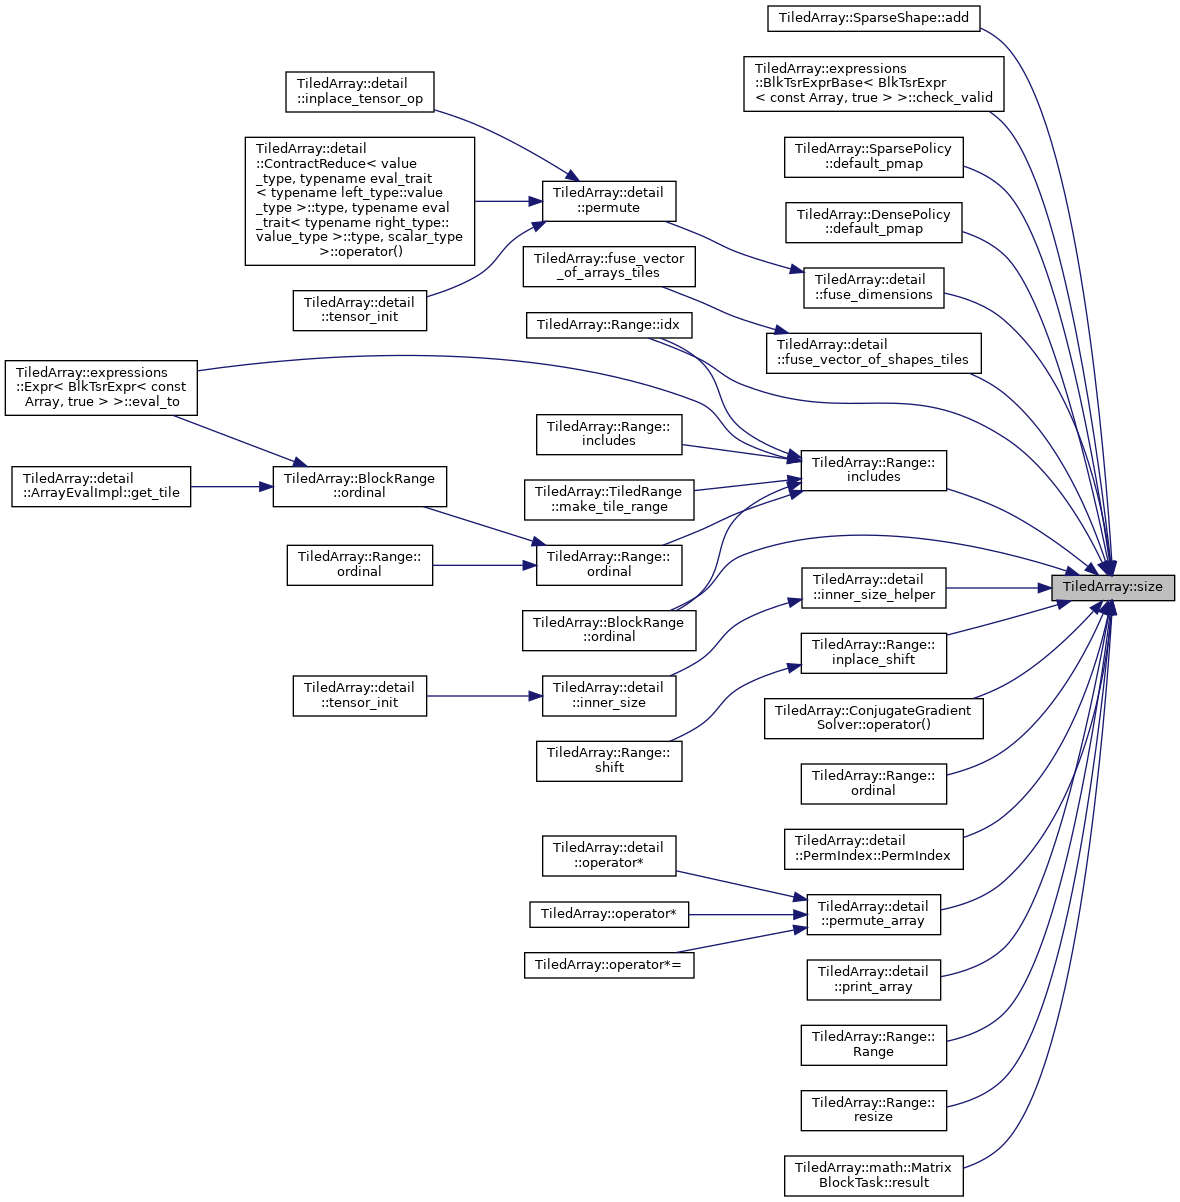 TiledArray::SparseShape::add
TiledArray::expressions
::BlkTsrExprBase< BlkTsrExpr
< const Array, true > >::check_valid
TiledArray::detail
::inplace_tensor_op
TiledArray::detail
::ContractReduce< value
_type, typename eval_trait
< typename left_type::value
_type >::type, typename eval
_trait< typename right_type::
value_type >::type, scalar_type
>::operator()
TiledArray::SparsePolicy
::default_pmap
TiledArray::detail
::permute
TiledArray::DensePolicy
::default_pmap
TiledArray::fuse_vector
_of_arrays_tiles
TiledArray::detail
::fuse_dimensions
TiledArray::detail
::tensor_init
TiledArray::Range::idx
TiledArray::detail
::fuse_vector_of_shapes_tiles
TiledArray::expressions
::Expr< BlkTsrExpr< const
Array, true > >::eval_to
TiledArray::Range::
includes
TiledArray::Range::
includes
TiledArray::detail
::ArrayEvalImpl::get_tile
TiledArray::BlockRange
::ordinal
TiledArray::TiledRange
::make_tile_range
TiledArray::Range::
ordinal
TiledArray::Range::
ordinal
TiledArray::detail
::inner_size_helper
TiledArray::size
TiledArray::BlockRange
::ordinal
TiledArray::Range::
inplace_shift
TiledArray::detail
::tensor_init
TiledArray::detail
::inner_size
TiledArray::ConjugateGradient
Solver::operator()
TiledArray::Range::
shift
TiledArray::Range::
ordinal
TiledArray::detail
::PermIndex::PermIndex
TiledArray::detail
::operator*
TiledArray::operator*
TiledArray::detail
::permute_array
TiledArray::operator*=
TiledArray::detail
::print_array
TiledArray::Range::
Range
TiledArray::Range::
resize
TiledArray::math::Matrix
BlockTask::result